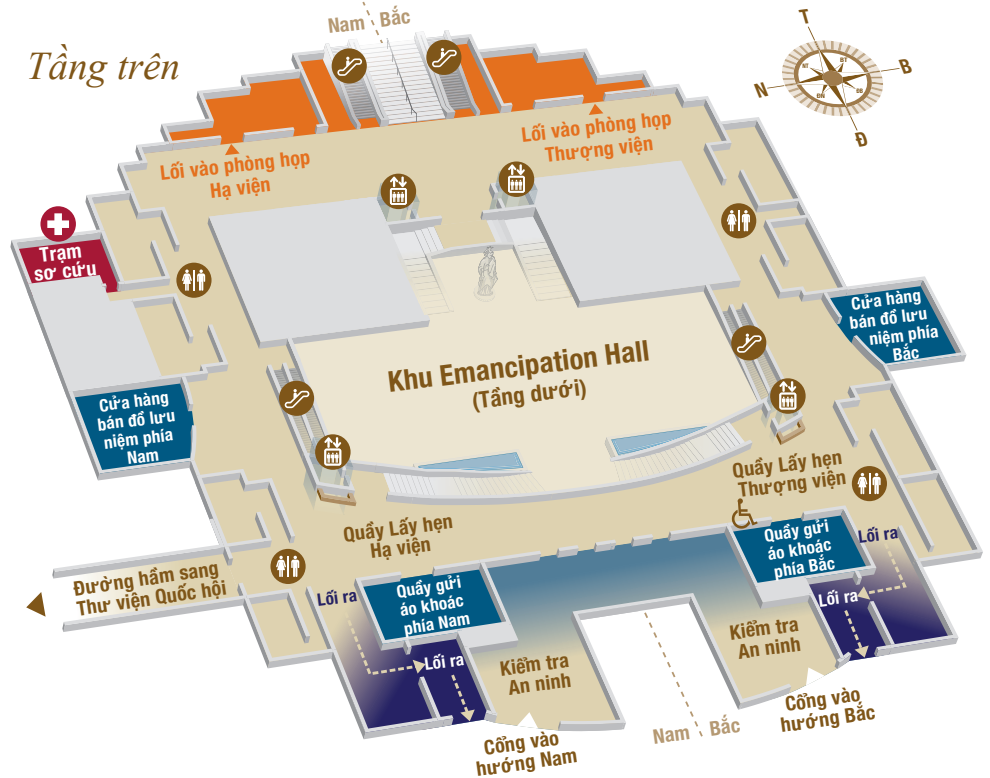 Nam Bắc
Tầng trên
T
B
N
Đ
BT
NT
ĐB
ĐN
Lối vào phòng họp
Hạ viện
Lối vào phòng họp
Thượng viện
Trạm
sơ cứu
Cửa hàng
bán đồ lưu
niệm phía
Bắc
Khu Emancipation Hall
(Tầng dưới)
Cửa hàng
bán đồ lưu
niệm phía
Nam
Quầy Lấy hẹn
Thượng viện
Quầy Lấy hẹn
Hạ viện
Quầy gửi
áo khoác
phía Bắc
Lối ra
Đường hầm sang
Thư viện Quốc hội
Lối ra
Quầy gửi
áo khoác
phía Nam
Lối ra
Kiểm tra
An ninh
Lối ra
Kiểm tra
An ninh
Cổng vào
hướng Bắc
Nam Bắc
Cổng vào
hướng Nam